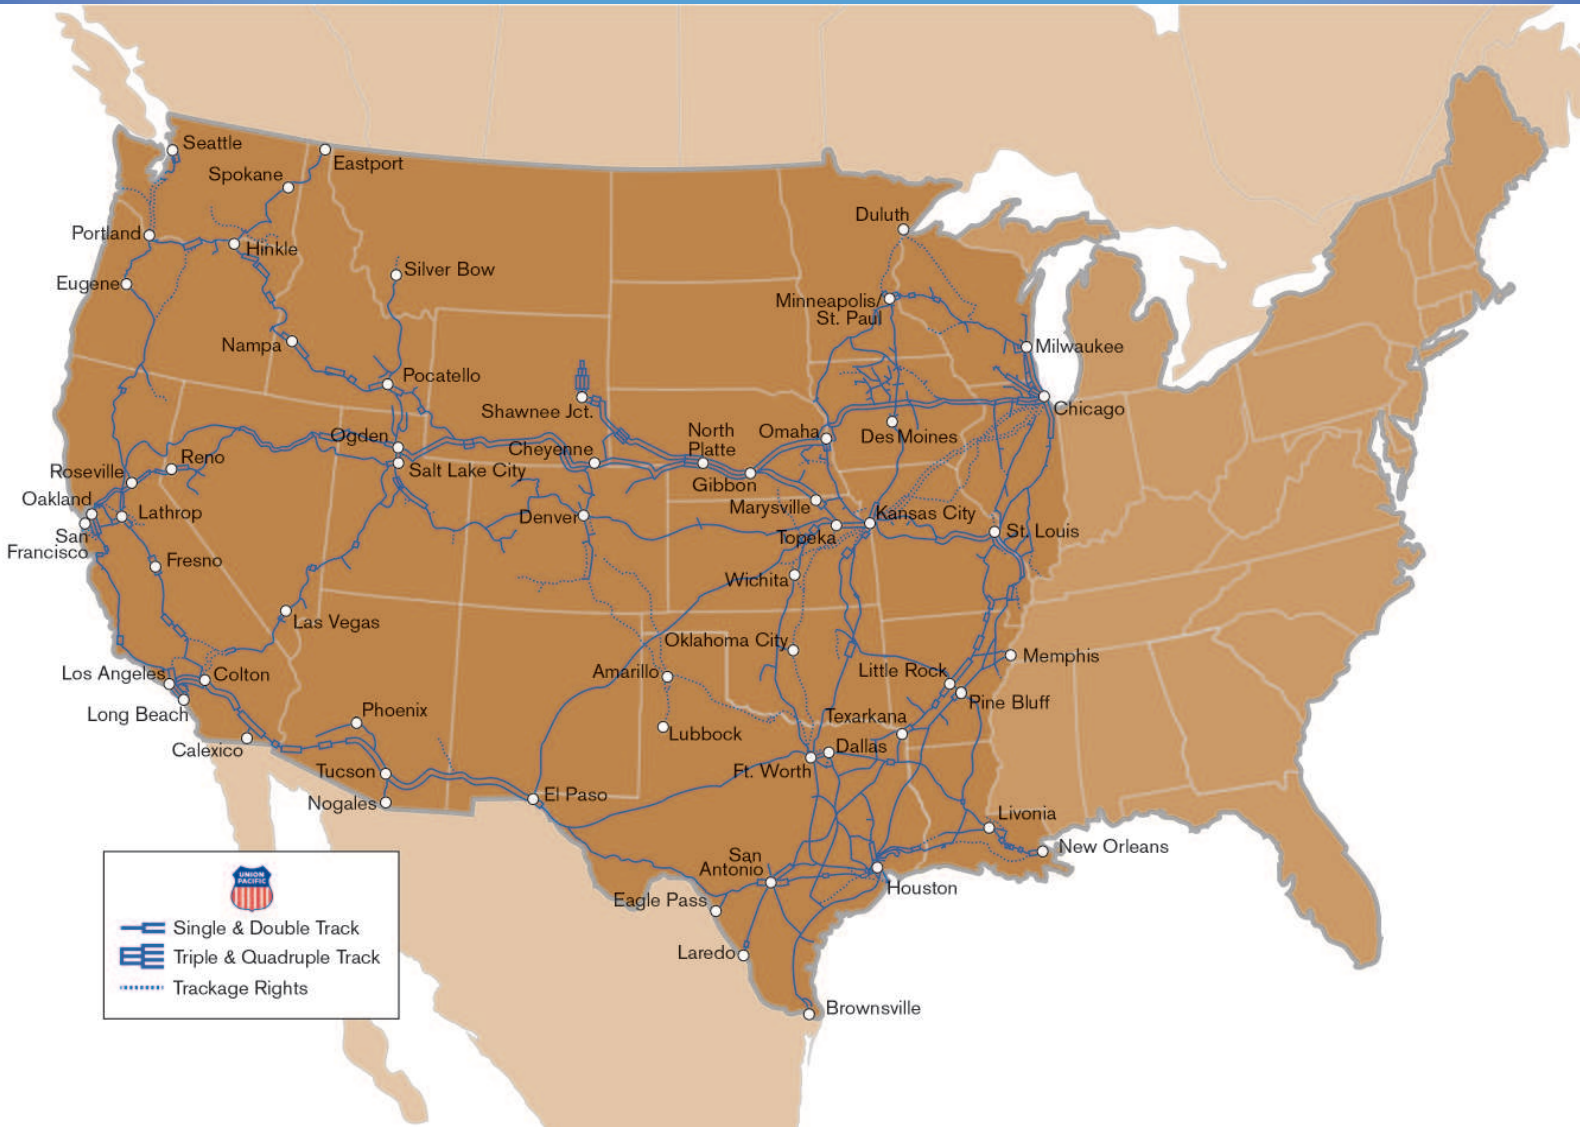 Seattle
Eastport
Spokane
Portland
Hinkle
Eugene
Silver Bow
Duluth
Minneapolis/
St. Paul
Nampa
Milwaukee
Pocatello
Shawnee Jct.
Chicago
North
Platte
Omaha
Des Moines
Ogden
Cheyenne
Roseville
Reno
Salt Lake City
Gibbon
Oakland
Lathrop
Denver
Marysville
Kansas City
San
Francisco
Topeka
St. Louis
Fresno
Wichita
Las Vegas
Oklahoma City
Memphis
Los Angeles
Colton
Amarillo
Little Rock
Long Beach
Phoenix
Pine Bluff
Texarkana
Lubbock
Calexico
Dallas
Tucson
Ft. Worth
Nogales
El Paso
Livonia
New Orleans
San
Antonio
Houston
Eagle Pass
Laredo
Brownsville
UNION
PACIFIC
Single & Double Track
Triple & Quadruple Track
Trackage Rights